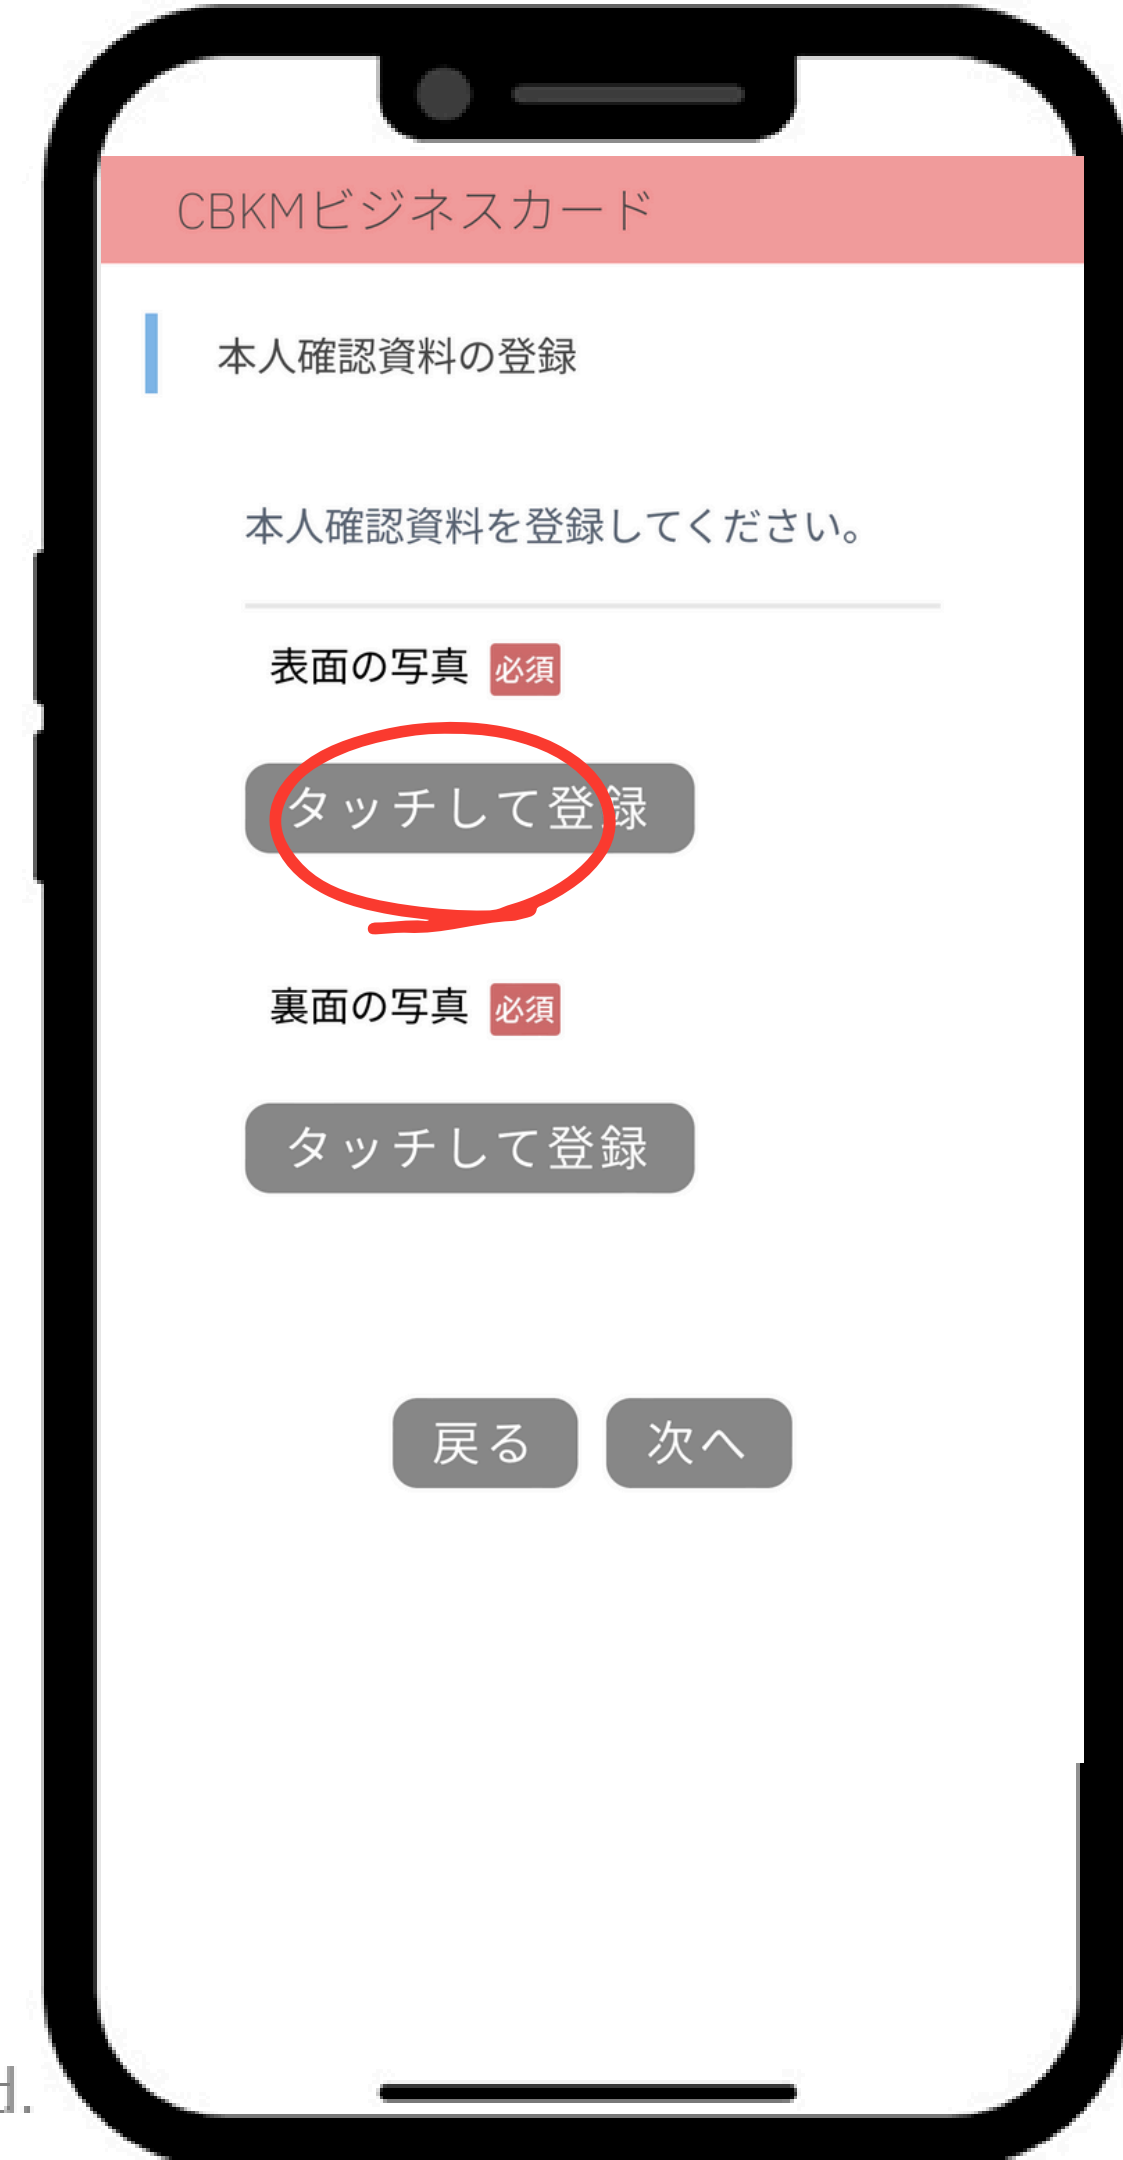 CBKMビジネスカード
本人確認資料の登録
本人確認資料を登録してください。
表面の写真 必須
タッチして登録
裏面の写真 必須
タッチして登録
戻る 次へ
d.